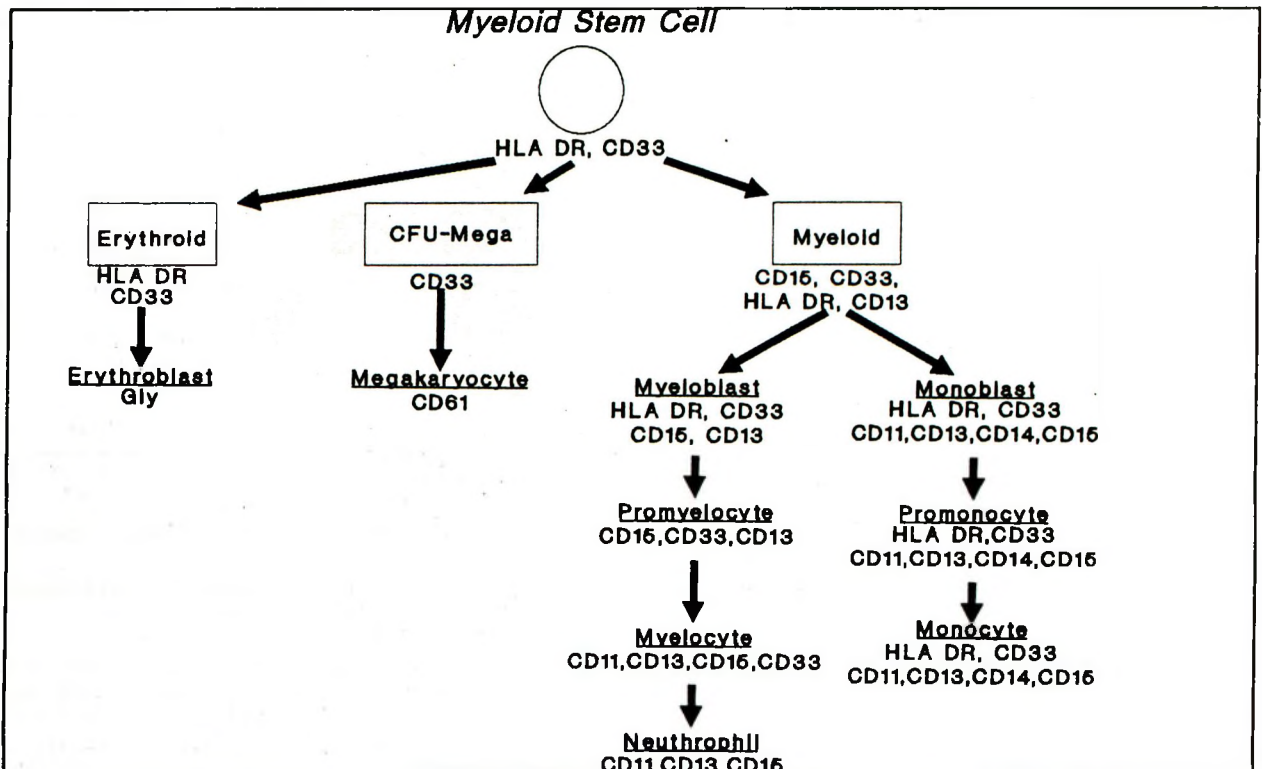 Myeloid Stem Cell
HLA DR, CD33
Erythroid
HLA DR
CD33
Erythroblast
Gly
CFU-Mega
CD33
Megakaryocyte
CD61
Myeloid
CD15, CD33,
HLA DR, CD13
Myeloblast
HLA DR, CD33
CD15, CD13
Promyelocyte
CD15,CD33,CD13
Myelocyte
CD11,CD13,CD15,CD33
Neuthrophil
CD11,CD13,CD15
Monoblast
HLA DR, CD33
CD11,CD13,CD14,CD15
Promonocyte
HLA DR,CD33
CD11,CD13,CD14,CD15
Monocyte
HLA DR, CD33
CD11,CD13,CD14,CD15